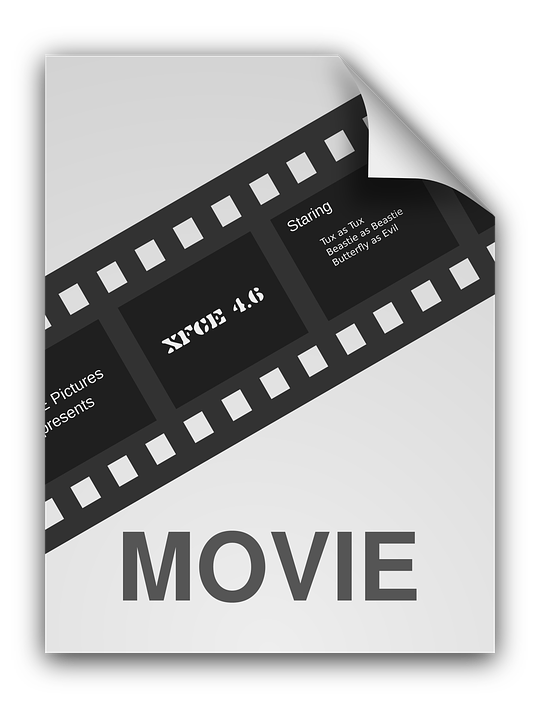 E Pictures
presents
XFCE 4.6
Staring
Tux as Tux
Beastie as Beastie
Butterfly as Evil
MOVIE